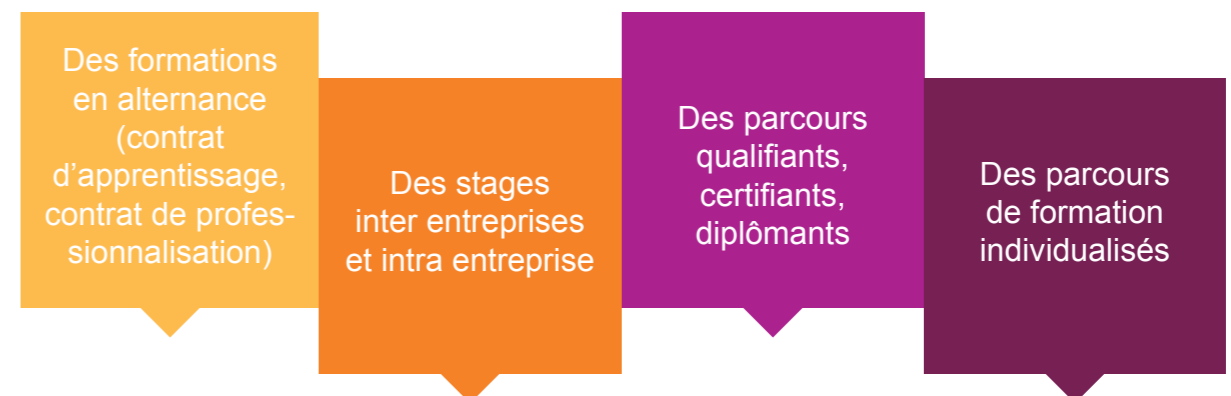 Des formations
en alternance
(contrat
d’apprentissage,
contrat de profes-
sionnalisation)
Des stages
inter entreprises
et intra entreprise
Des parcours
qualifiants,
certifiants,
diplômants
Des parcours
de formation
individualisés